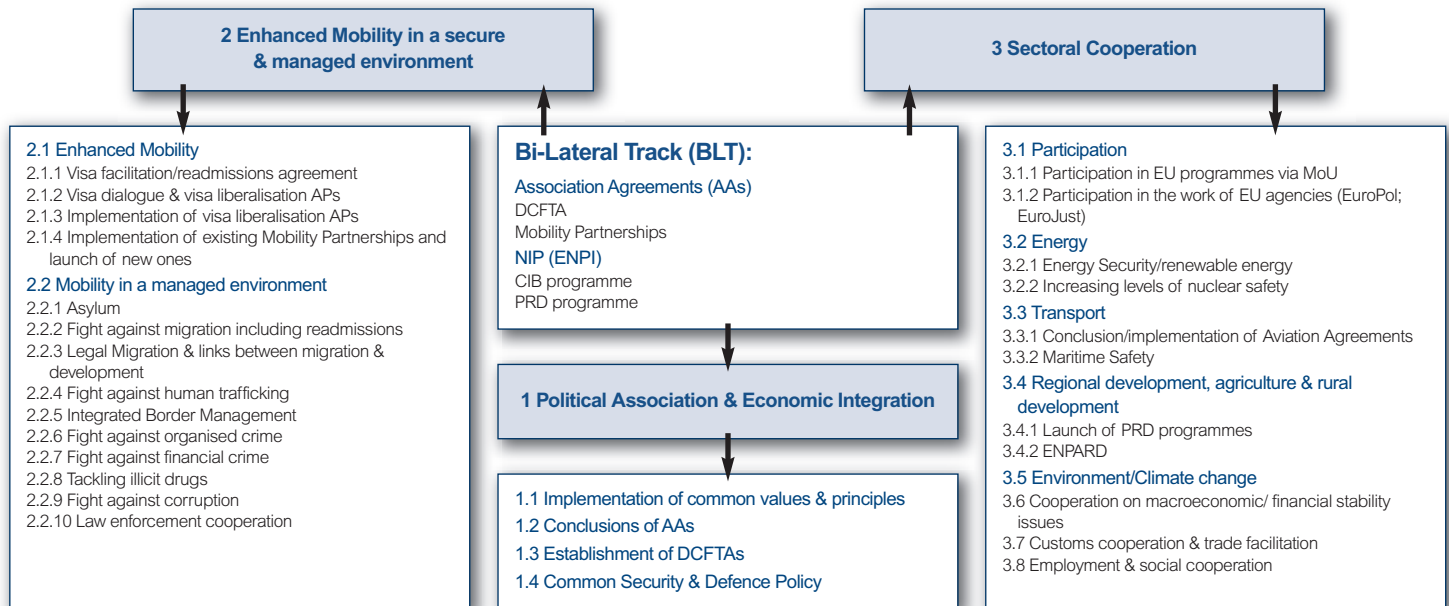 2 Enhanced Mobility in a secure
& managed environment
3 Sectoral Cooperation
2.1 Enhanced Mobility
2.1.1 Visa facilitation/readmissions agreement
2.1.2 Visa dialogue & visa liberalisation APs
2.1.3 Implementation of visa liberalisation APs
2.1.4 Implementation of existing Mobility Partnerships and
launch of new ones
2.2 Mobility in a managed environment
2.2.1 Asylum
2.2.2 Fight against migration including readmissions
2.2.3 Legal Migration & links between migration &
development
2.2.4 Fight against human trafficking
2.2.5 Integrated Border Management
2.2.6 Fight against organised crime
2.2.7 Fight against financial crime
2.2.8 Tackling illicit drugs
2.2.9 Fight against corruption
2.2.10 Law enforcement cooperation
Bi-Lateral Track (BLT):
Association Agreements (AAs)
DCFTA
Mobility Partnerships
NIP (ENPI)
CIB programme
PRD programme
1 Political Association & Economic Integration
1.1 Implementation of common values & principles
1.2 Conclusions of AAs
1.3 Establishment of DCFTAs
1.4 Common Security & Defence Policy
3.1 Participation
3.1.1 Participation in EU programmes via MoU
3.1.2 Participation in the work of EU agencies (EuroPol;
EuroJust)
3.2 Energy
3.2.1 Energy Security/renewable energy
3.2.2 Increasing levels of nuclear safety
3.3 Transport
3.3.1 Conclusion/implementation of Aviation Agreements
3.3.2 Maritime Safety
3.4 Regional development, agriculture & rural
development
3.4.1 Launch of PRD programmes
3.4.2 ENPARD
3.5 Environment/Climate change
3.6 Cooperation on macroeconomic/ financial stability
issues
3.7 Customs cooperation & trade facilitation
3.8 Employment & social cooperation